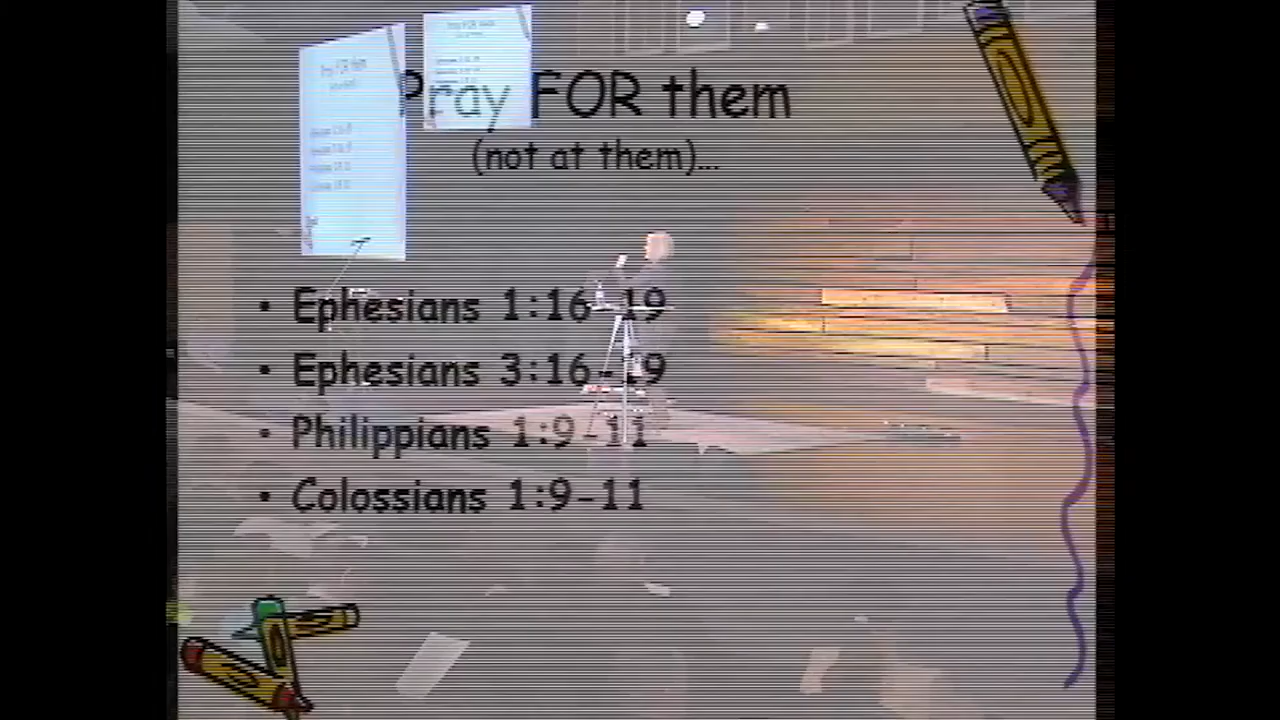 Pray FOR them
(not at them)...
• Ephesians 1:16-19
• Ephesians 3:16-19
• Philippians 1:9-11
• Colossians 1:9-11